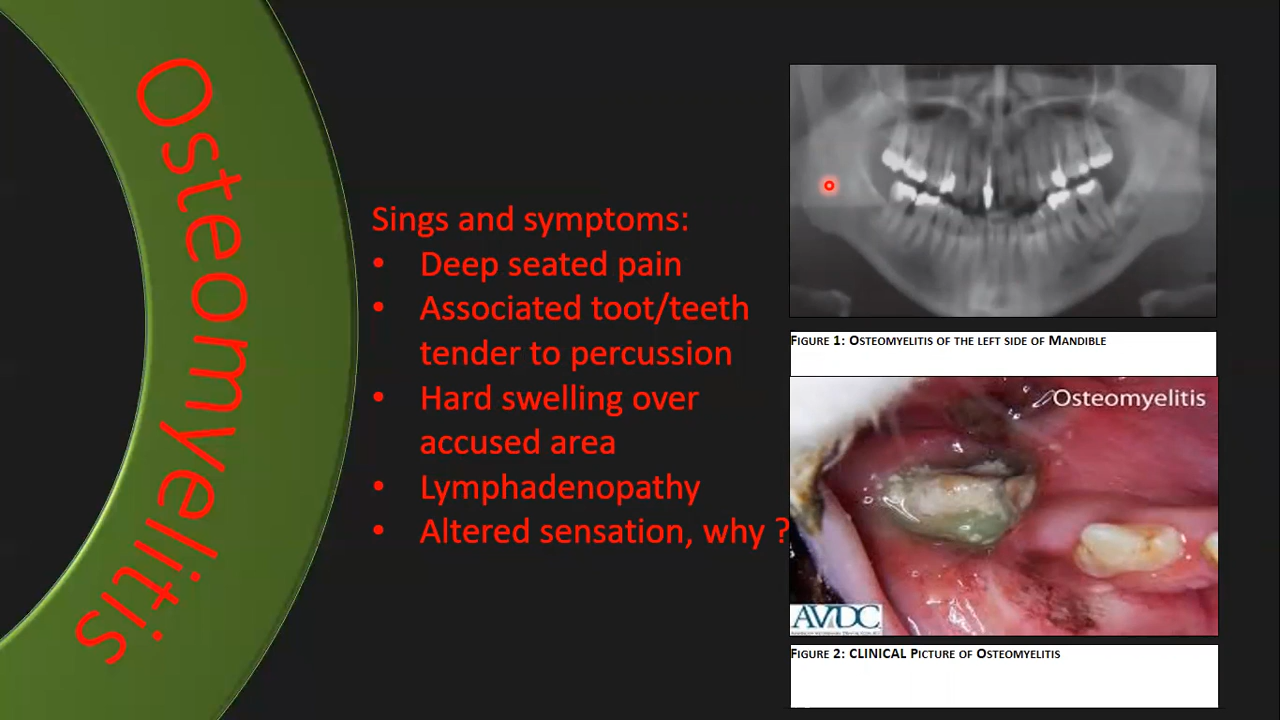 Osteomyelitis
Sings and symptoms:
• Deep seated pain
• Associated toot/teeth
tender to percussion
• Hard swelling over
accused area
• Lymphadenopathy
• Altered sensation, why ?
FIGURE 1: OSTEOMYELITIS OF THE LEFT SIDE OF MANDIBLE
Osteomyelitis
AVDC
FIGURE 2: CLINICAL PICTURE OF OSTEOMYELITIS